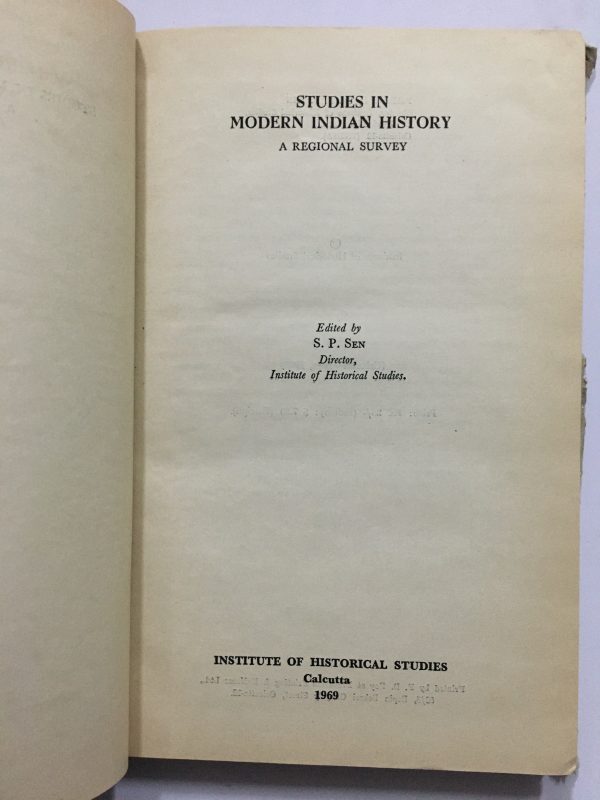 STUDIES IN
MODERN INDIAN HISTORY
A REGIONAL SURVEY
Edited by
S. P. SEN
Director,
Institute of Historical Studies.
INSTITUTE OF HISTORICAL STUDIES
Calcutta
1969